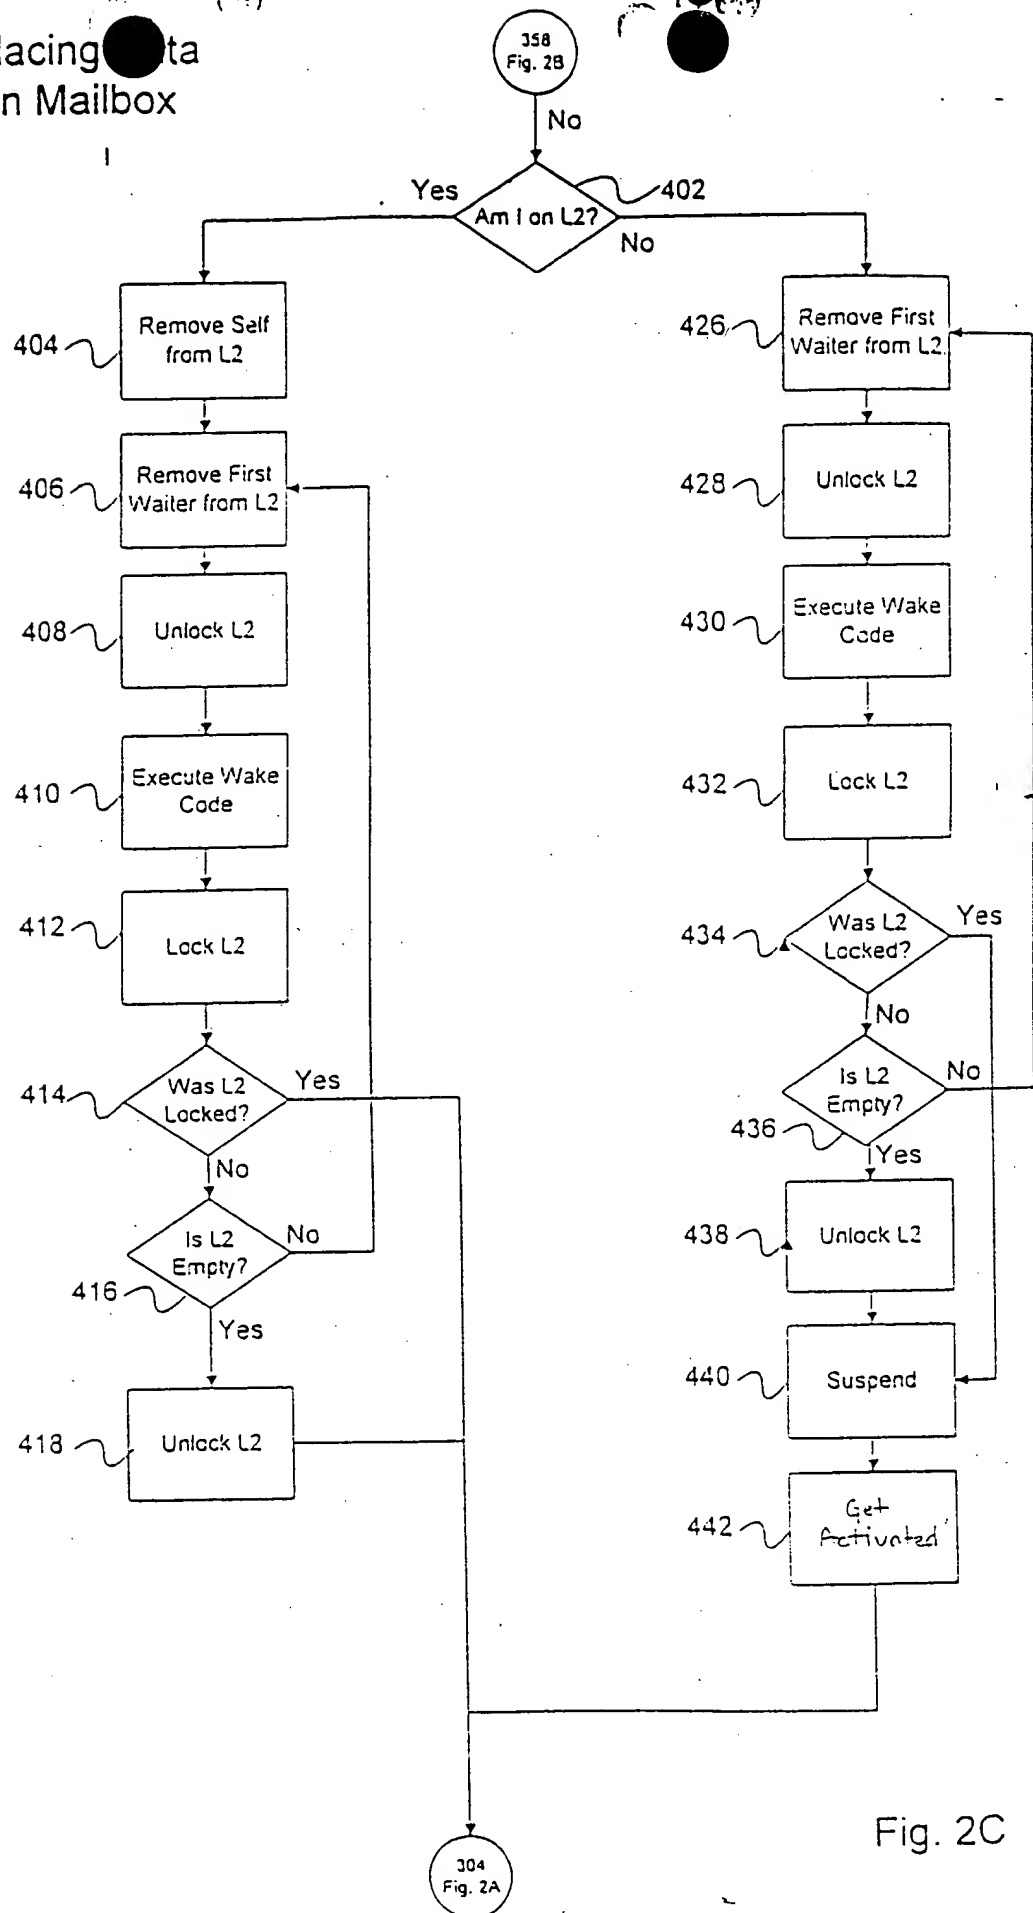 n Mailbox
358
Fig. 2B
No
402
Yes
Am I on L2?
No
404
Remove Self
from L2
406
Remove First
Waiter from L2
408
Unlock L2
410
Execute Wake
Code
412
Lock L2
414
Was L2
Locked?
Yes
No
Is L2
Empty?
No
416
Yes
418
Unlock L2
426
Remove First
Waiter from L2
428
Unlock L2
430
Execute Wake
Code
432
Lock L2
434
Was L2
Locked?
Yes
No
Is L2
Empty?
No
436
Yes
438
Unlock L2
440
Suspend
442
Get
Activated
304
Fig. 2A
Fig. 2C